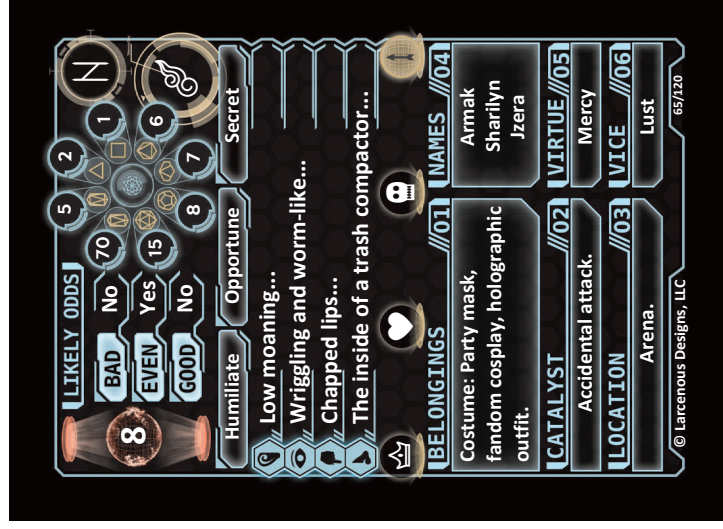 8
LIKELY ODDS
BAD No
EVEN Yes
GOOD No
5
2
1
6
7
8
15
70
Humiliate
Opportune
Secret
Low moaning...
Wriggling and worm-like...
Chapped lips...
The inside of a trash compactor...
BELONGINGS //01
Costume: Party mask,
fandom cosplay, holographic
outfit.
CATALYST //02
Accidental attack.
LOCATION //03
Arena.
NAMES //04
Armak
Sharilyn
Jzera
VIRTUE //05
Mercy
VICE //06
Lust
© Larcenous Designs, LLC
65/120